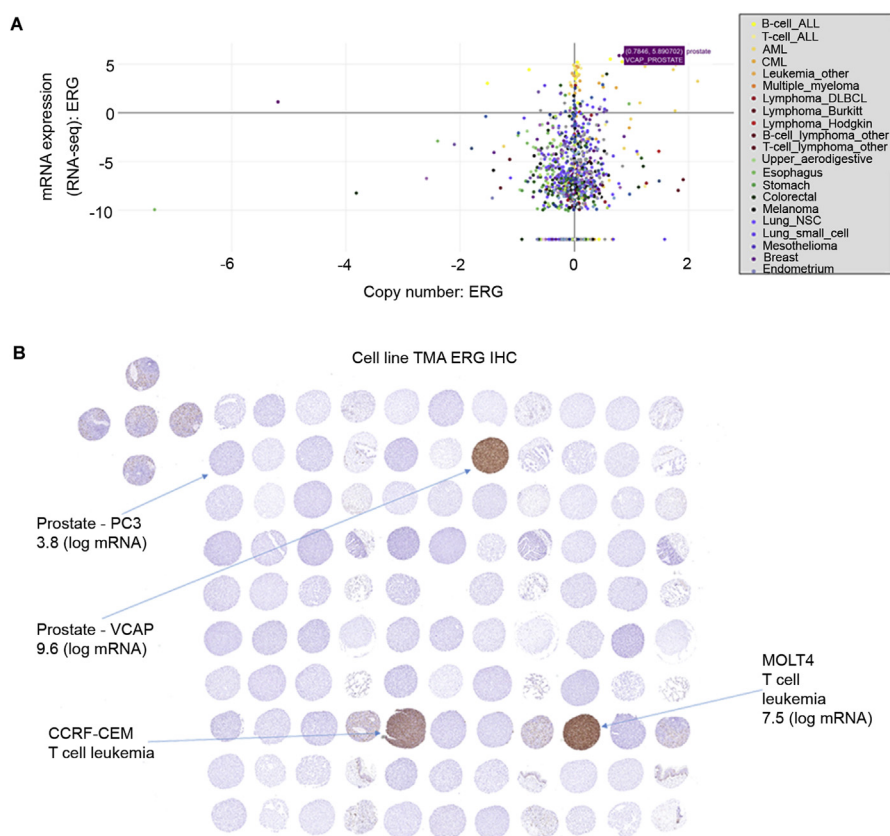 A
mRNA expression
(RNA-seq): ERG
5
0
-5
-10
-6
-4
-2
0
2
Copy number: ERG
(0.7846, 5.890702) prostate
VCAP_PROSTATE
B-cell_ALL
T-cell_ALL
AML
CML
Leukemia_other
Multiple_myeloma
Lymphoma_DLBCL
Lymphoma_Burkitt
Lymphoma_Hodgkin
B-cell_lymphoma_other
T-cell_lymphoma_other
Upper_aerodigestive
Esophagus
Stomach
Colorectal
Melanoma
Lung_NSC
Lung_small_cell
Mesothelioma
Breast
Endometrium
B
Cell line TMA ERG IHC
Prostate - PC3
3.8 (log mRNA)
Prostate - VCAP
9.6 (log mRNA)
CCRF-CEM
T cell leukemia
MOLT4
T cell
leukemia
7.5 (log mRNA)